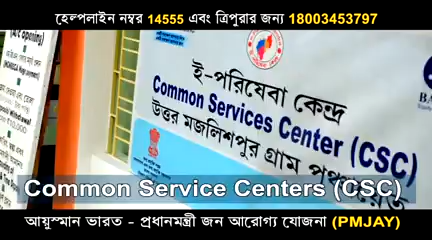 হেল্পলাইন নম্বর 14555 এবং ত্রিপুরার জন্য 18003453797
ই-পরিষেবা কেন্দ্র
Common Services Center (CSC)
উত্তর মজলিশপুর গ্রাম পঞ্চায়েত
Common Service Centers (CSC)
আয়ুস্মান ভারত - প্রধানমন্ত্রী জন আরোগ্য যোজনা (PMJAY)